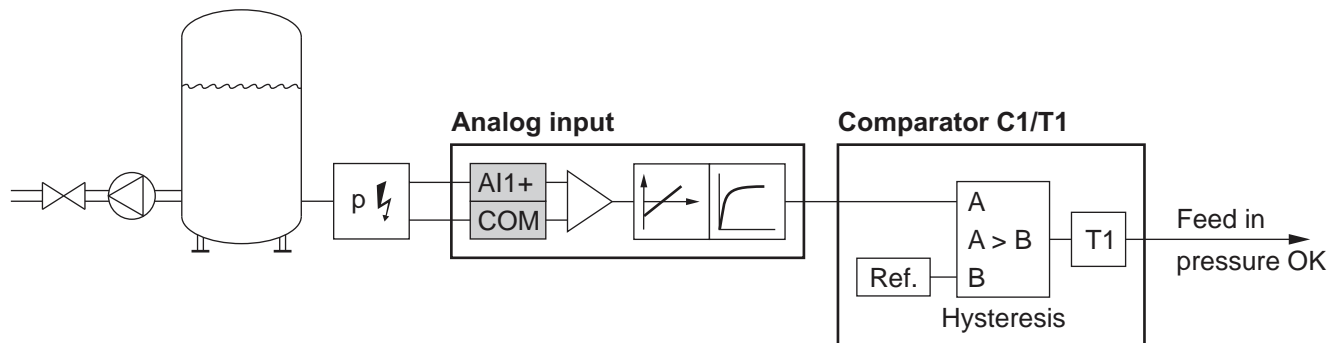 Analog input
Comparator C1/T1
p
AI1+
COM
A
A > B
B
Ref.
T1
Hysteresis
Feed in
pressure OK